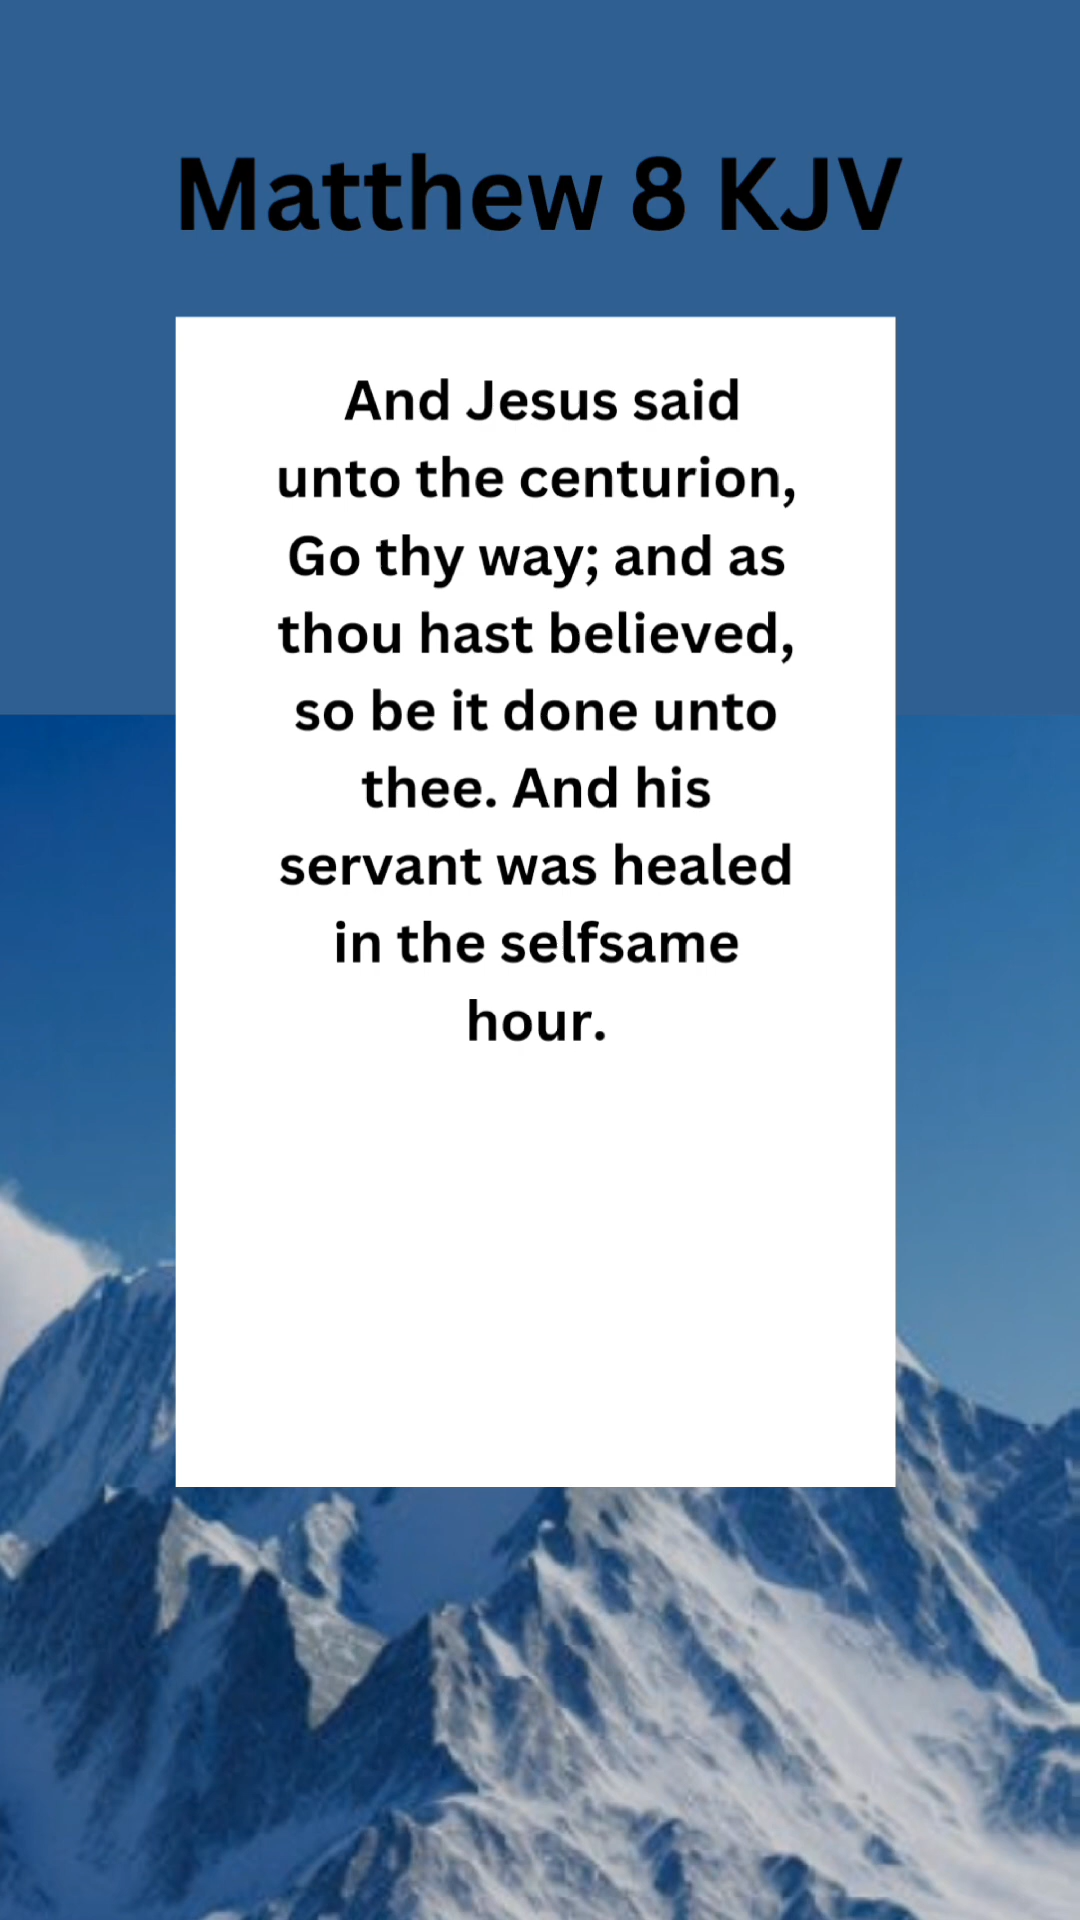 Matthew 8 KJV
And Jesus said
unto the centurion,
Go thy way; and as
thou hast believed,
so be it done unto
thee. And his
servant was healed
in the selfsame
hour.